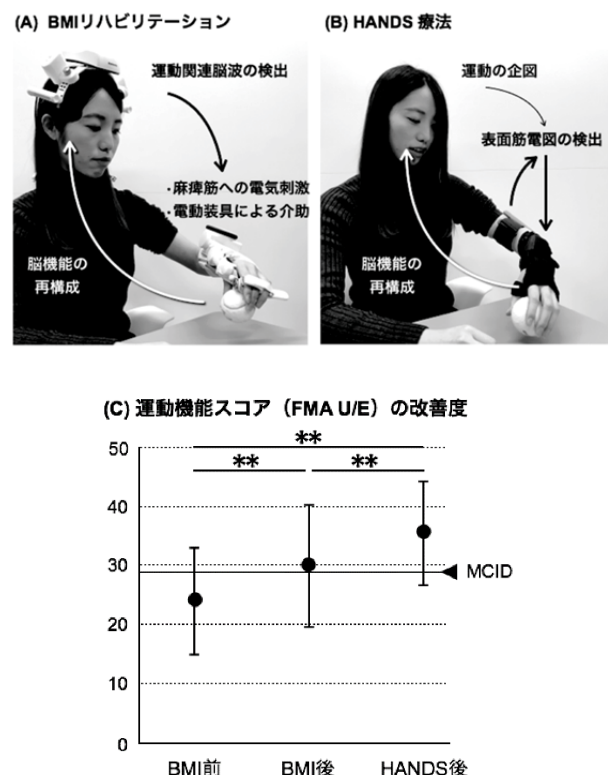 (A) BMIリハビリテーション
運動関連脳波の検出
・麻痺筋への電気刺激
・電動装具による介助
脳機能の
再構成
(B) HANDS 療法
運動の企図
表面筋電図の検出
脳機能の
再構成
(C) 運動機能スコア（FMA U/E）の改善度
**
** **
50
40
30
20
10
0
MCID
BMI前 BMI後 HANDS後